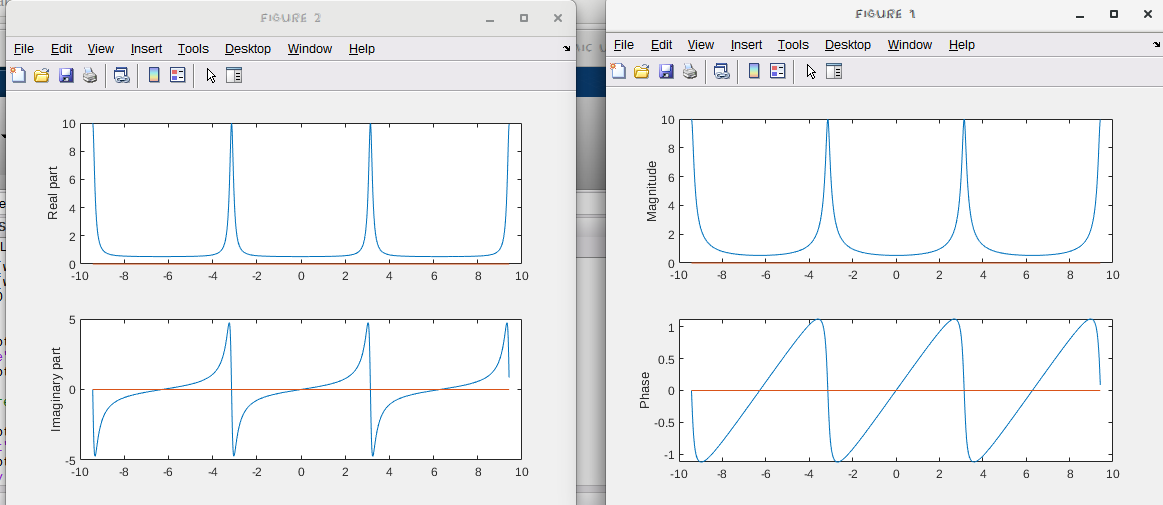 FIGURE 2
File Edit View Insert Tools Desktop Window Help
10
8
6
4
2
0
Real part
-10 -8 -6 -4 -2 0 2 4 6 8 10
5
0
-5
Imaginary part
-10 -8 -6 -4 -2 0 2 4 6 8 10
FIGURE 1
File Edit View Insert Tools Desktop Window Help
10
8
6
4
2
0
Magnitude
-10 -8 -6 -4 -2 0 2 4 6 8 10
1
0.5
0
-0.5
-1
Phase
-10 -8 -6 -4 -2 0 2 4 6 8 10